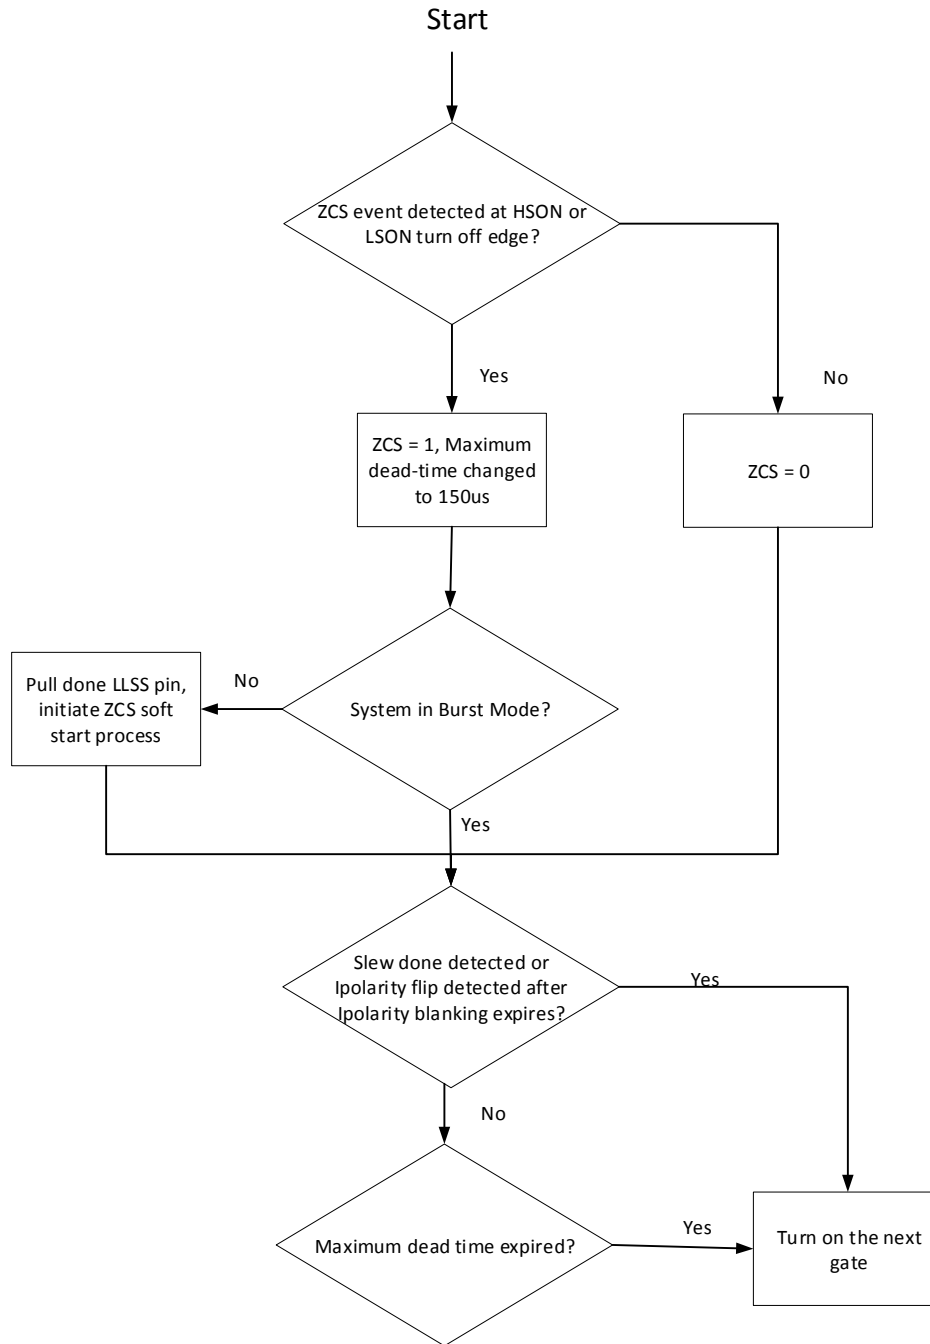 Start
ZCS event detected at HSON or
LSON turn off edge?
Yes
No
ZCS = 1, Maximum
dead-time changed
to 150us
ZCS = 0
Pull done LLSS pin,
initiate ZCS soft
start process
No
System in Burst Mode?
Yes
Slew done detected or
Ipolarity flip detected after
Ipolarity blanking expires?
Yes
No
Maximum dead time expired?
Yes
Turn on the next
gate